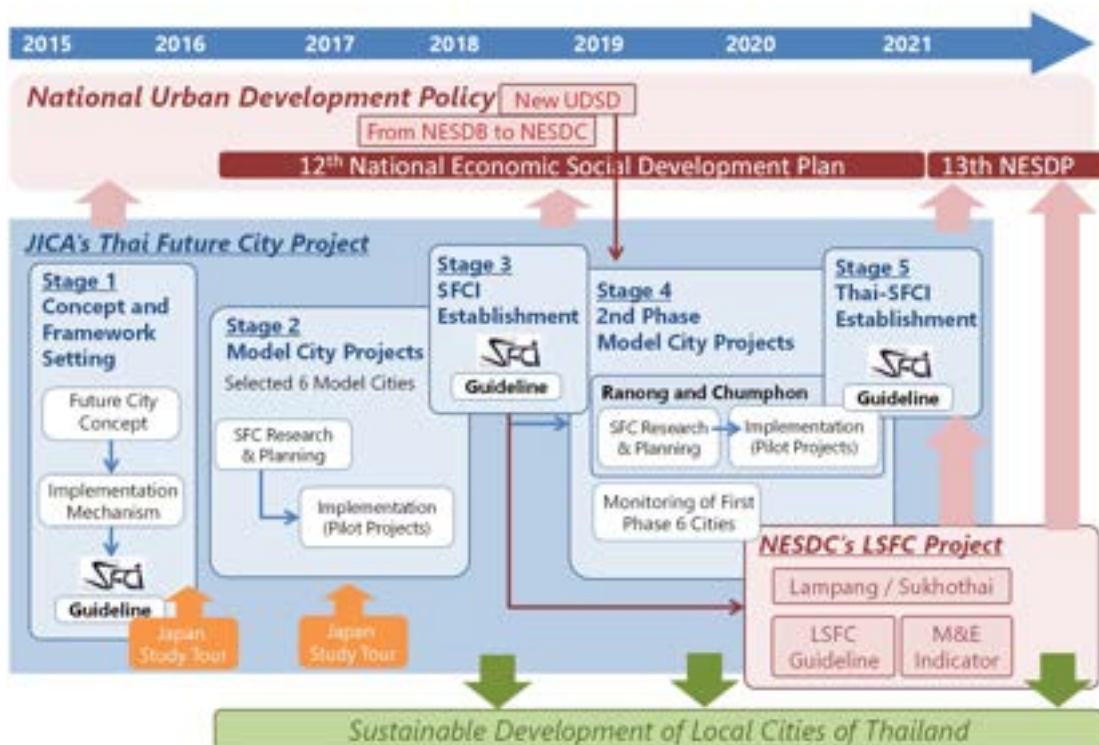 2015 2016 2017 2018 2019 2020 2021
National Urban Development Policy
New UDSD
From NESDB to NESDC
12th National Economic Social Development Plan
13th NESDP
JICA's Thai Future City Project
Stage 1
Concept and
Framework
Setting
Future City
Concept
Implementation
Mechanism
SFCi
Guideline
Japan
Study Tour
Stage 2
Model City Projects
Selected 6 Model Cities
SFC Research
& Planning
Implementation
(Pilot Projects)
Japan
Study Tour
Stage 3
SFCI
Establishment
SFCi
Guideline
Stage 4
2nd Phase
Model City Projects
Ranong and Chumphon
SFC Research
& Planning
Implementation
(Pilot Projects)
Monitoring of First
Phase 6 Cities
Stage 5
Thai-SFCI
Establishment
SFCi
Guideline
NESDC's LSFC Project
Lampang / Sukhothai
LSFC
Guideline
M&E
Indicator
Sustainable Development of Local Cities of Thailand